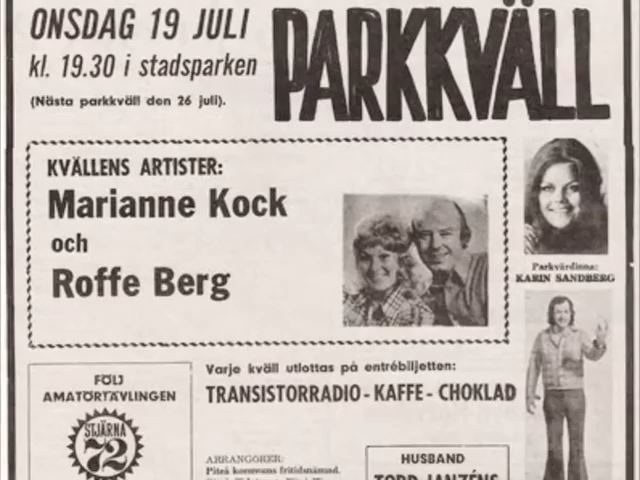 ONSDAG 19 JULI
kl. 19.30 i stadsparken
(Nästa parkkväll den 26 juli).
PARKKVÄLL
KVÄLLENS ARTISTER:
Marianne Kock
och
Roffe Berg
Parkvärdinna:
KARIN SANDBERG
FÖLJ
AMATÖRTÄVLINGEN
STJÄRNA
72
Varje kväll utlottas på entrébiljetten:
TRANSISTORRADIO - KAFFE - CHOKLAD
ARRANGÖRER:
Piteå kommuns fritidsnämnd.
HUSBAND
TORD JANZÉNS